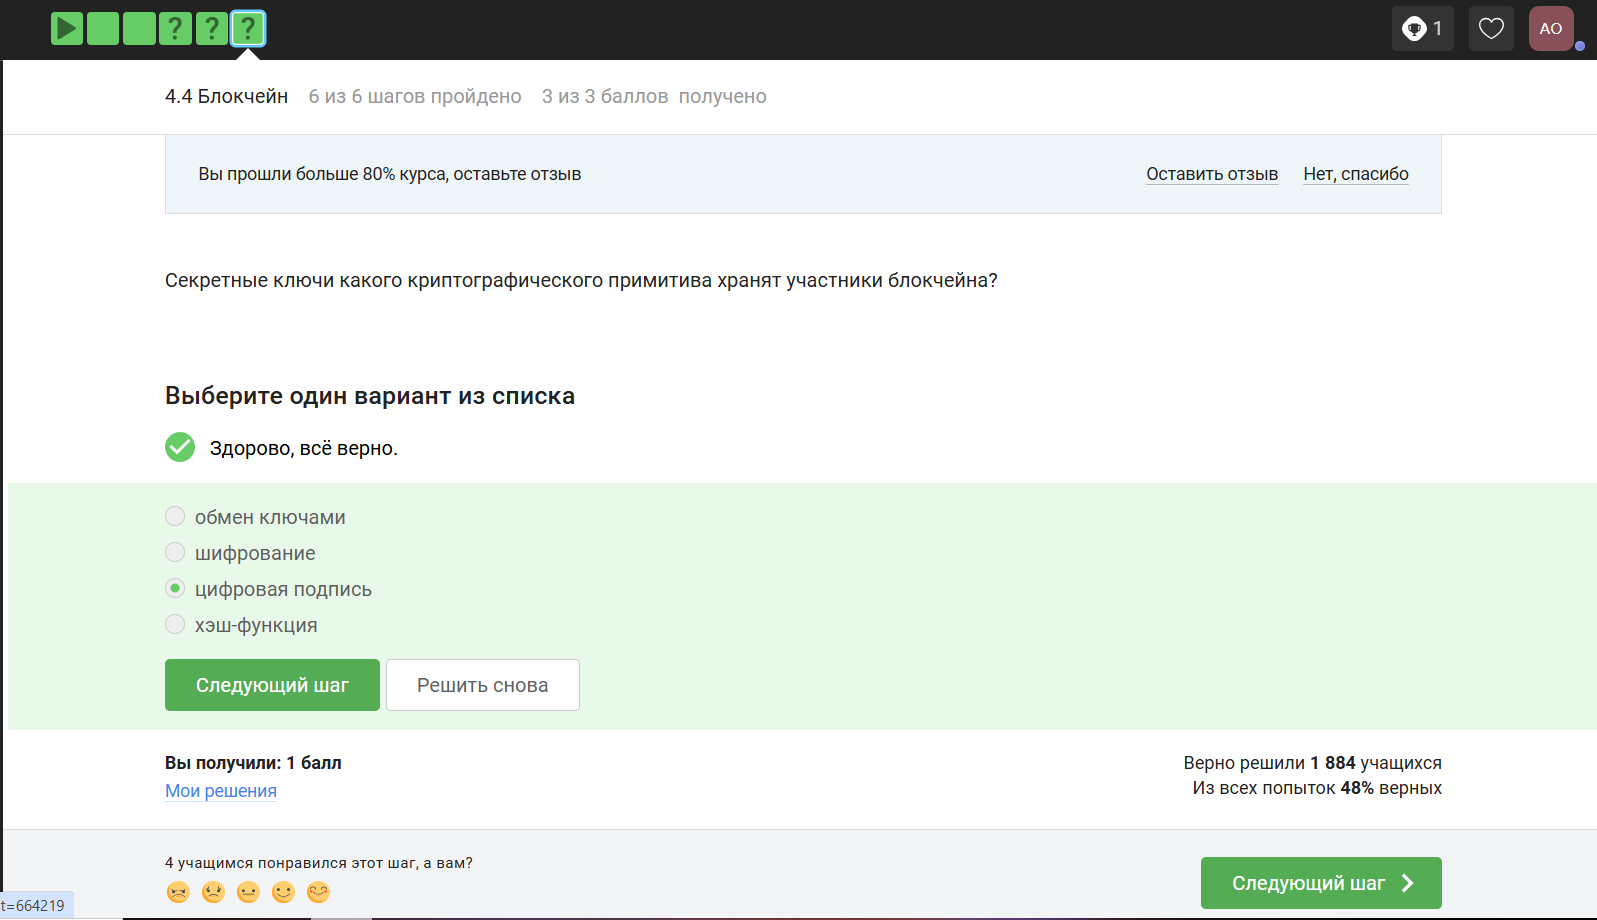 ? ? ?
1
AO
4.4 Блокчейн 6 из 6 шагов пройдено 3 из 3 баллов получено
Вы прошли больше 80% курса, оставьте отзыв Оставить отзыв Нет, спасибо
Секретные ключи какого криптографического примитива хранят участники блокчейна?
Выберите один вариант из списка
Здорово, всё верно.
обмен ключами
шифрование
цифровая подпись
хэш-функция
Следующий шаг Решить снова
Вы получили: 1 балл
Мои решения
Верно решили 1 884 учащихся
Из всех попыток 48% верных
4 учащимся понравился этот шаг, а вам?
Следующий шаг
t=664219